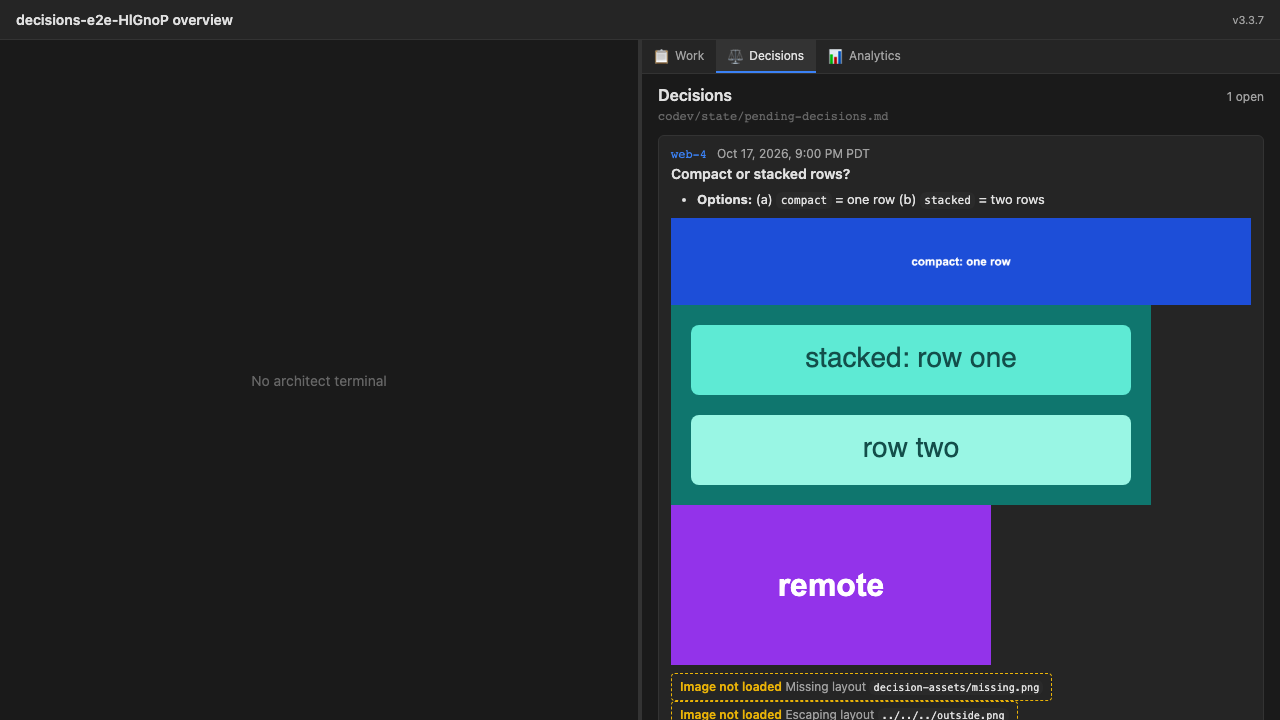 decisions-e2e-HlGnoP overview
v3.3.7
Work
Decisions
Analytics
Decisions
1 open
codev/state/pending-decisions.md
web-4 Oct 17, 2026, 9:00 PM PDT
Compact or stacked rows?
• Options: (a) compact = one row (b) stacked = two rows
compact: one row
stacked: row one
row two
remote
No architect terminal
Image not loaded Missing layout decision-assets/missing.png
Image not loaded Escaping layout ../../../outside.png